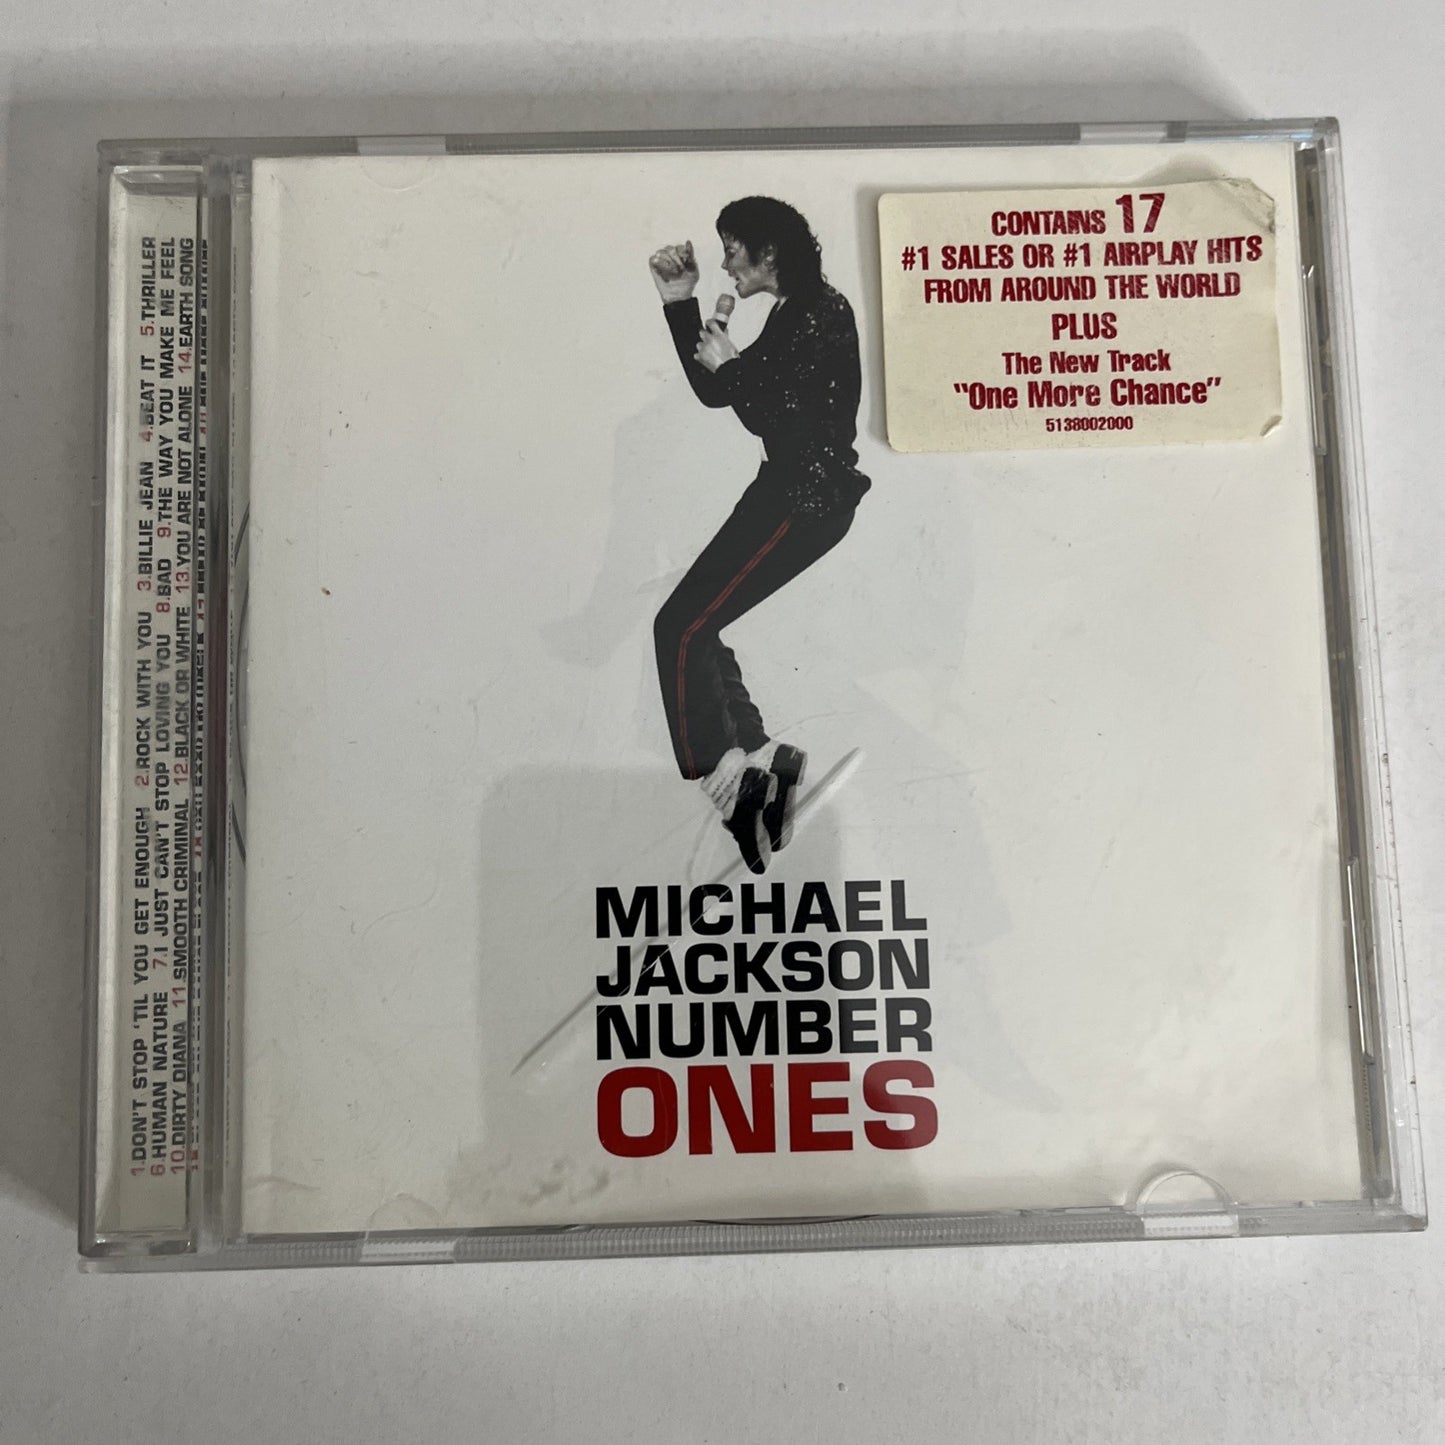 CONTAINS 17
#1 SALES OR #1 AIRPLAY HITS
FROM AROUND THE WORLD
PLUS
The New Track
"One More Chance"
5138002000
MICHAEL
JACKSON
NUMBER
ONES
1.DON'T STOP 'TIL YOU GET ENOUGH 2.ROCK WITH YOU 3.BILLIE JEAN 4.BEAT IT 5.THRILLER
6.HUMAN NATURE 7.I JUST CAN'T STOP LOVING YOU 8.BAD 9.THE WAY YOU MAKE ME FEEL
10.DIRTY DIANA 11.SMOOTH CRIMINAL 12.BLACK OR WHITE 13.YOU ARE NOT ALONE 14.EARTH SONG